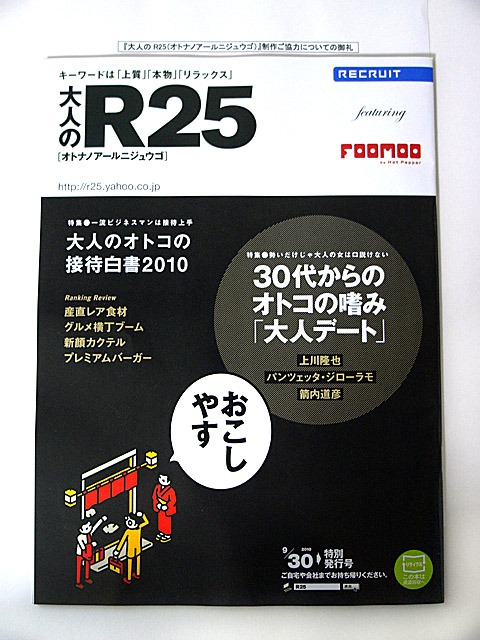 『大人の R25（オトナノアールニジュウゴ）』制作ご協力についての御礼
キーワードは「上質」「本物」「リラックス」
大人のR25
[オトナノアールニジュウゴ]
http://r25.yahoo.co.jp
RECRUIT
featuring
FOOMOO
by Hot Pepper
特集●一流ビジネスマンは接待上手
大人のオトコの
接待白書2010
Ranking Review
産直レア食材
グルメ横丁ブーム
新顔カクテル
プレミアムバーガー
特集●勢いだけじゃ大人の女は口説けない
30代からの
オトコの嗜み
「大人デート」
上川隆也
パンツェッタ・ジローラモ
箭内道彦
おこし
やす
9/30 2010 特別
発行号
ご自宅や会社までお持ち帰りください。
R25
リサイクル
この本は